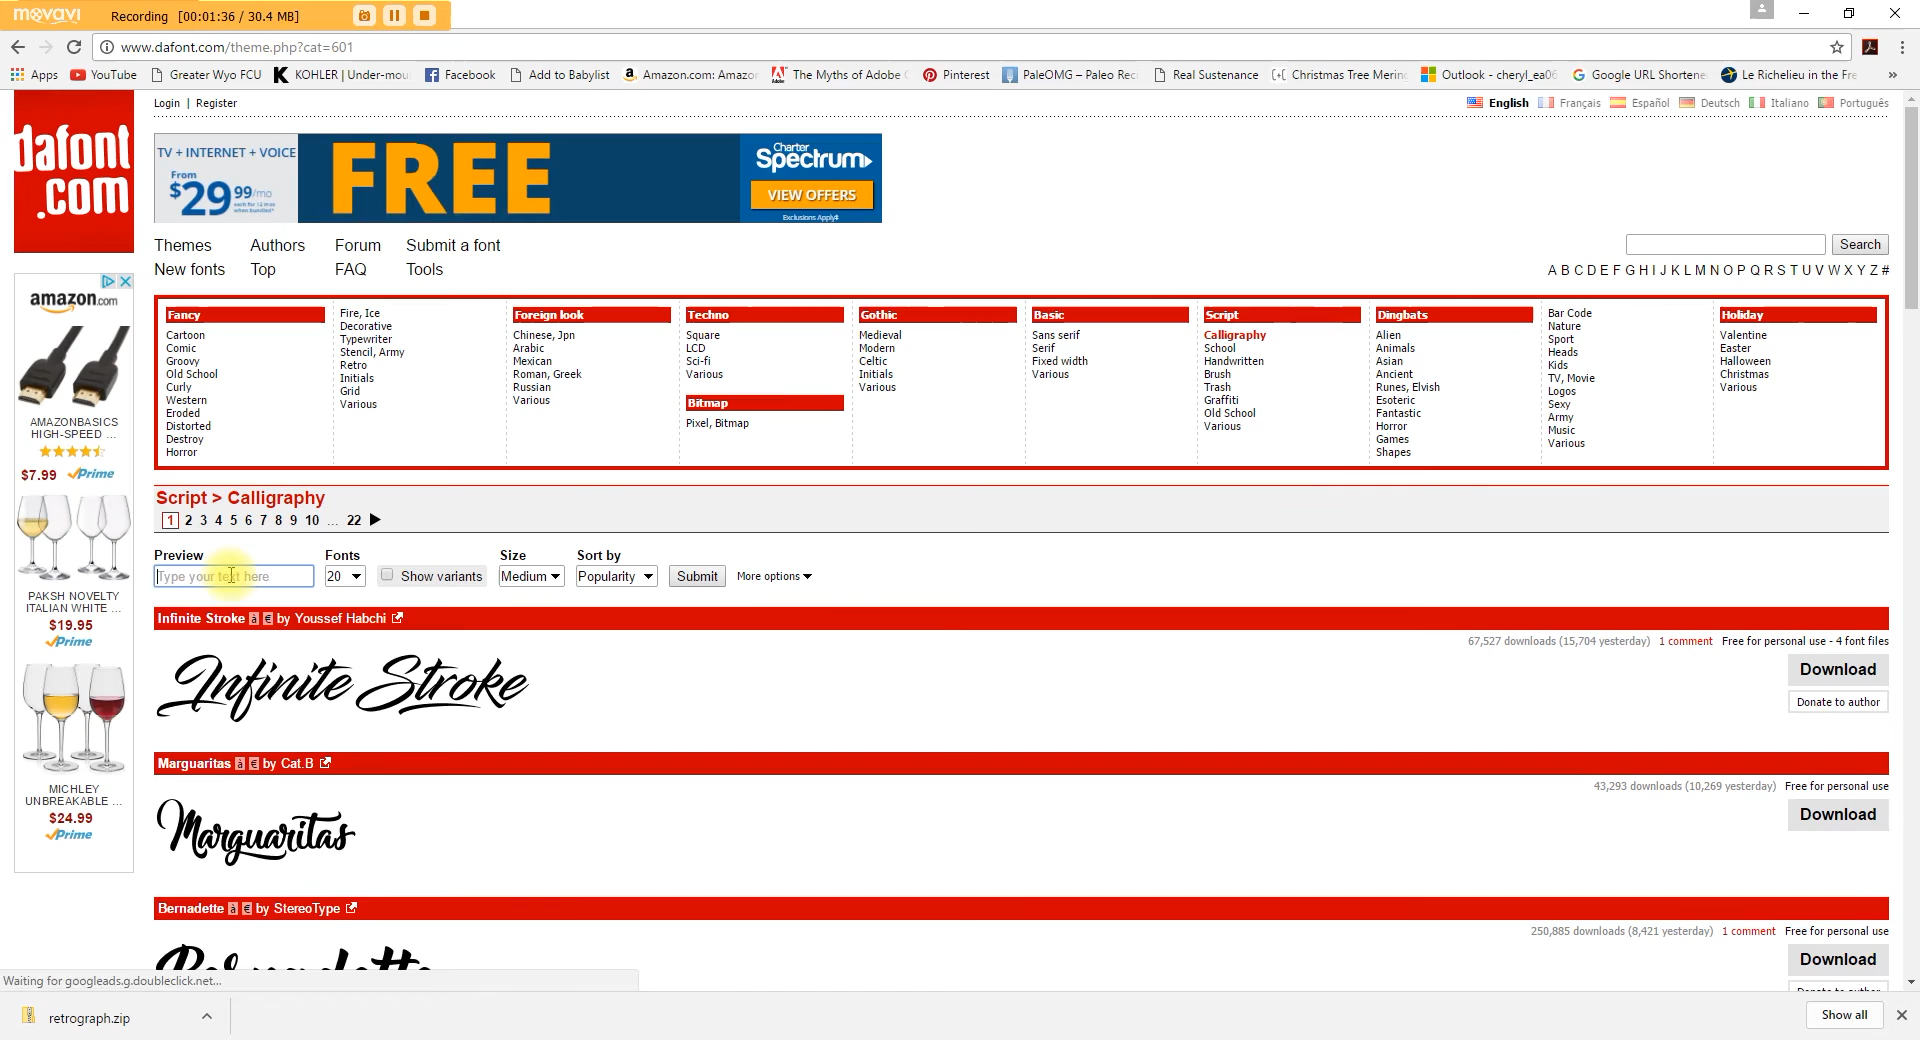 movavi Recording [00:01:36 / 30.4 MB]
www.dafont.com/theme.php?cat=601
Apps YouTube Greater Wyo FCU KOHLER | Under-mou Facebook Add to Babylist Amazon.com: Amazon The Myths of Adobe Pinterest PaleOMG – Paleo Rec Real Sustenance Christmas Tree Merin Outlook - cheryl_ea06 Google URL Shortene Le Richelieu in the Fre »
dafont
.com
Login | Register
English Français Español Deutsch Italiano Português
TV + INTERNET + VOICE
From
$29 99/mo
FREE
Charter
Spectrum
VIEW OFFERS
Exclusions Apply‡
Themes Authors Forum Submit a font
New fonts Top FAQ Tools
Search
A B C D E F G H I J K L M N O P Q R S T U V W X Y Z #
Fancy
Cartoon
Comic
Groovy
Old School
Curly
Western
Eroded
Distorted
Destroy
Horror
Fire, Ice
Decorative
Typewriter
Stencil, Army
Retro
Initials
Grid
Various
Foreign look
Chinese, Jpn
Arabic
Mexican
Roman, Greek
Russian
Various
Techno
Square
LCD
Sci-fi
Various
Bitmap
Pixel, Bitmap
Gothic
Medieval
Modern
Celtic
Initials
Various
Basic
Sans serif
Serif
Fixed width
Various
Script
Calligraphy
School
Handwritten
Brush
Trash
Graffiti
Old School
Various
Dingbats
Alien
Animals
Asian
Ancient
Runes, Elvish
Esoteric
Fantastic
Horror
Games
Shapes
Bar Code
Nature
Sport
Heads
Kids
TV, Movie
Logos
Sexy
Army
Music
Various
Holiday
Valentine
Easter
Halloween
Christmas
Various
amazon.com
AMAZONBASICS
HIGH-SPEED ...
$7.99 Prime
PAKSH NOVELTY
ITALIAN WHITE ...
$19.95
Prime
MICHLEY
UNBREAKABLE ...
$24.99
Prime
Script > Calligraphy
1 2 3 4 5 6 7 8 9 10 ... 22
Preview Fonts Size Sort by
Type your text here 20 Show variants Medium Popularity Submit More options
Infinite Stroke à € by Youssef Habchi
67,527 downloads (15,704 yesterday) 1 comment Free for personal use - 4 font files
Infinite Stroke
Download
Donate to author
Marguaritas à € by Cat.B
43,293 downloads (10,269 yesterday) Free for personal use
Marguaritas
Download
Bernadette à € by StereoType
250,885 downloads (8,421 yesterday) 1 comment Free for personal use
Bernadette
Download
Donate to author
Waiting for googleads.g.doubleclick.net...
retrograph.zip
Show all